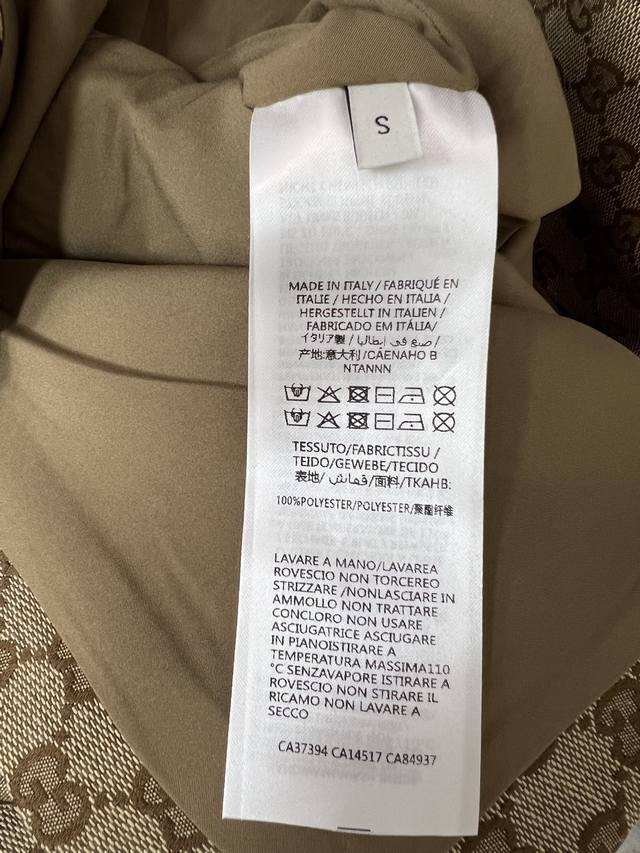 S
MADE IN ITALY / FABRIQUÉ EN
ITALIE / HECHO EN ITALIA /
HERGESTELLT IN ITALIEN /
FABRICADO EM ITÁLIA/
イタリア製 / صنع في إيطاليا /
产地:意大利 /CAENAHO B
NTANNN
TESSUTO/FABRICTISSU /
TEIDO/GEWEBE/TECIDO
表地/ قماش /面料/TKAHB:
100%POLYESTER/POLYESTER/聚酯纤维
LAVARE A MANO/LAVAREA
ROVESCIO NON TORCEREO
STRIZZARE /NONLASCIARE IN
AMMOLLO NON TRATTARE
CONCLORO NON USARE
ASCIUGATRICE ASCIUGARE
IN PIANOISTIRARE A
TEMPERATURA MASSIMA110
°C SENZAVAPORE ISTIRARE A
ROVESCIO NON STIRARE IL
RICAMO NON LAVARE A
SECCO
CA37394 CA14517 CA84937